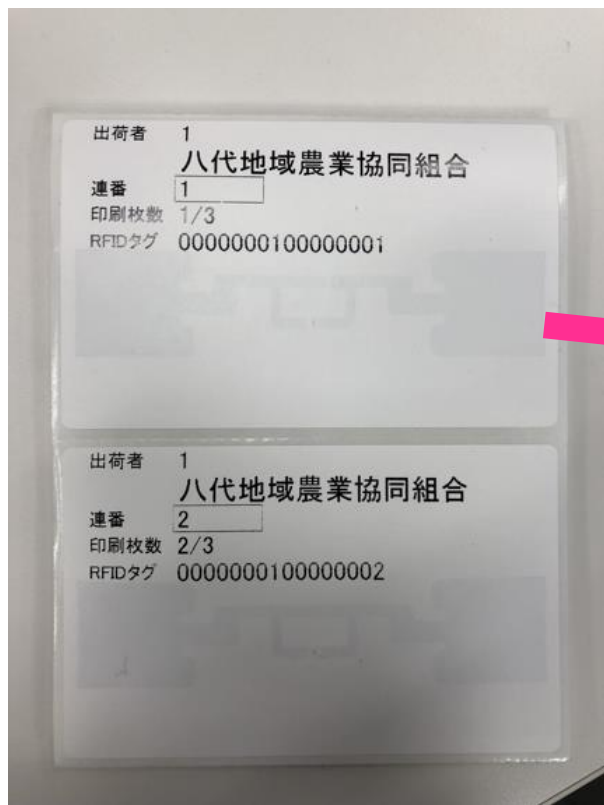 出荷者 1
八代地域農業協同組合
連番 1
印刷枚数 1/3
RFIDタグ 0000000100000001
出荷者 1
八代地域農業協同組合
連番 2
印刷枚数 2/3
RFIDタグ 0000000100000002